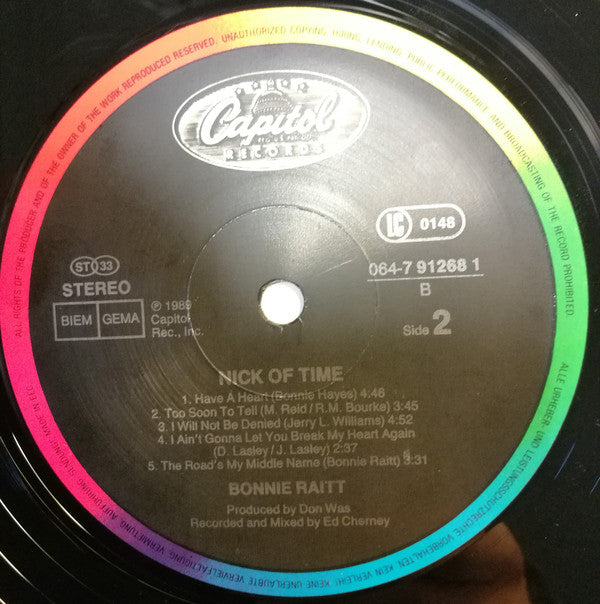 ALL RIGHTS OF THE PRODUCER AND OF THE OWNER OF THE WORK REPRODUCED RESERVED. UNAUTHORIZED COPYING, HIRING, LENDING, PUBLIC PERFORMANCE AND BROADCASTING OF THE RECORD PROHIBITED.
ALLE URHEBER- UND LEISTUNGSSCHUTZRECHTE VORBEHALTEN. KEIN VERLEIH! KEINE UNERLAUBTE VERVIELFÄLTIGUNG, VERMIETUNG, AUFFÜHRUNG, SENDUNG! MADE IN EEC
Capitol
RECORDS
LC 0148
064-7 91268 1
B
Side 2
ST 33
STEREO
BIEM GEMA
℗ 1989
Capitol
Rec., Inc.
NICK OF TIME
1. Have A Heart (Bonnie Hayes) 4:48
2. Too Soon To Tell (M. Reid / R.M. Bourke) 3:45
3. I Will Not Be Denied (Jerry L. Williams) 4:52
4. I Ain't Gonna Let You Break My Heart Again
(D. Lasley / J. Lasley) 2:37
5. The Road's My Middle Name (Bonnie Raitt) 3:31
BONNIE RAITT
Produced by Don Was
Recorded and Mixed by Ed Cherney